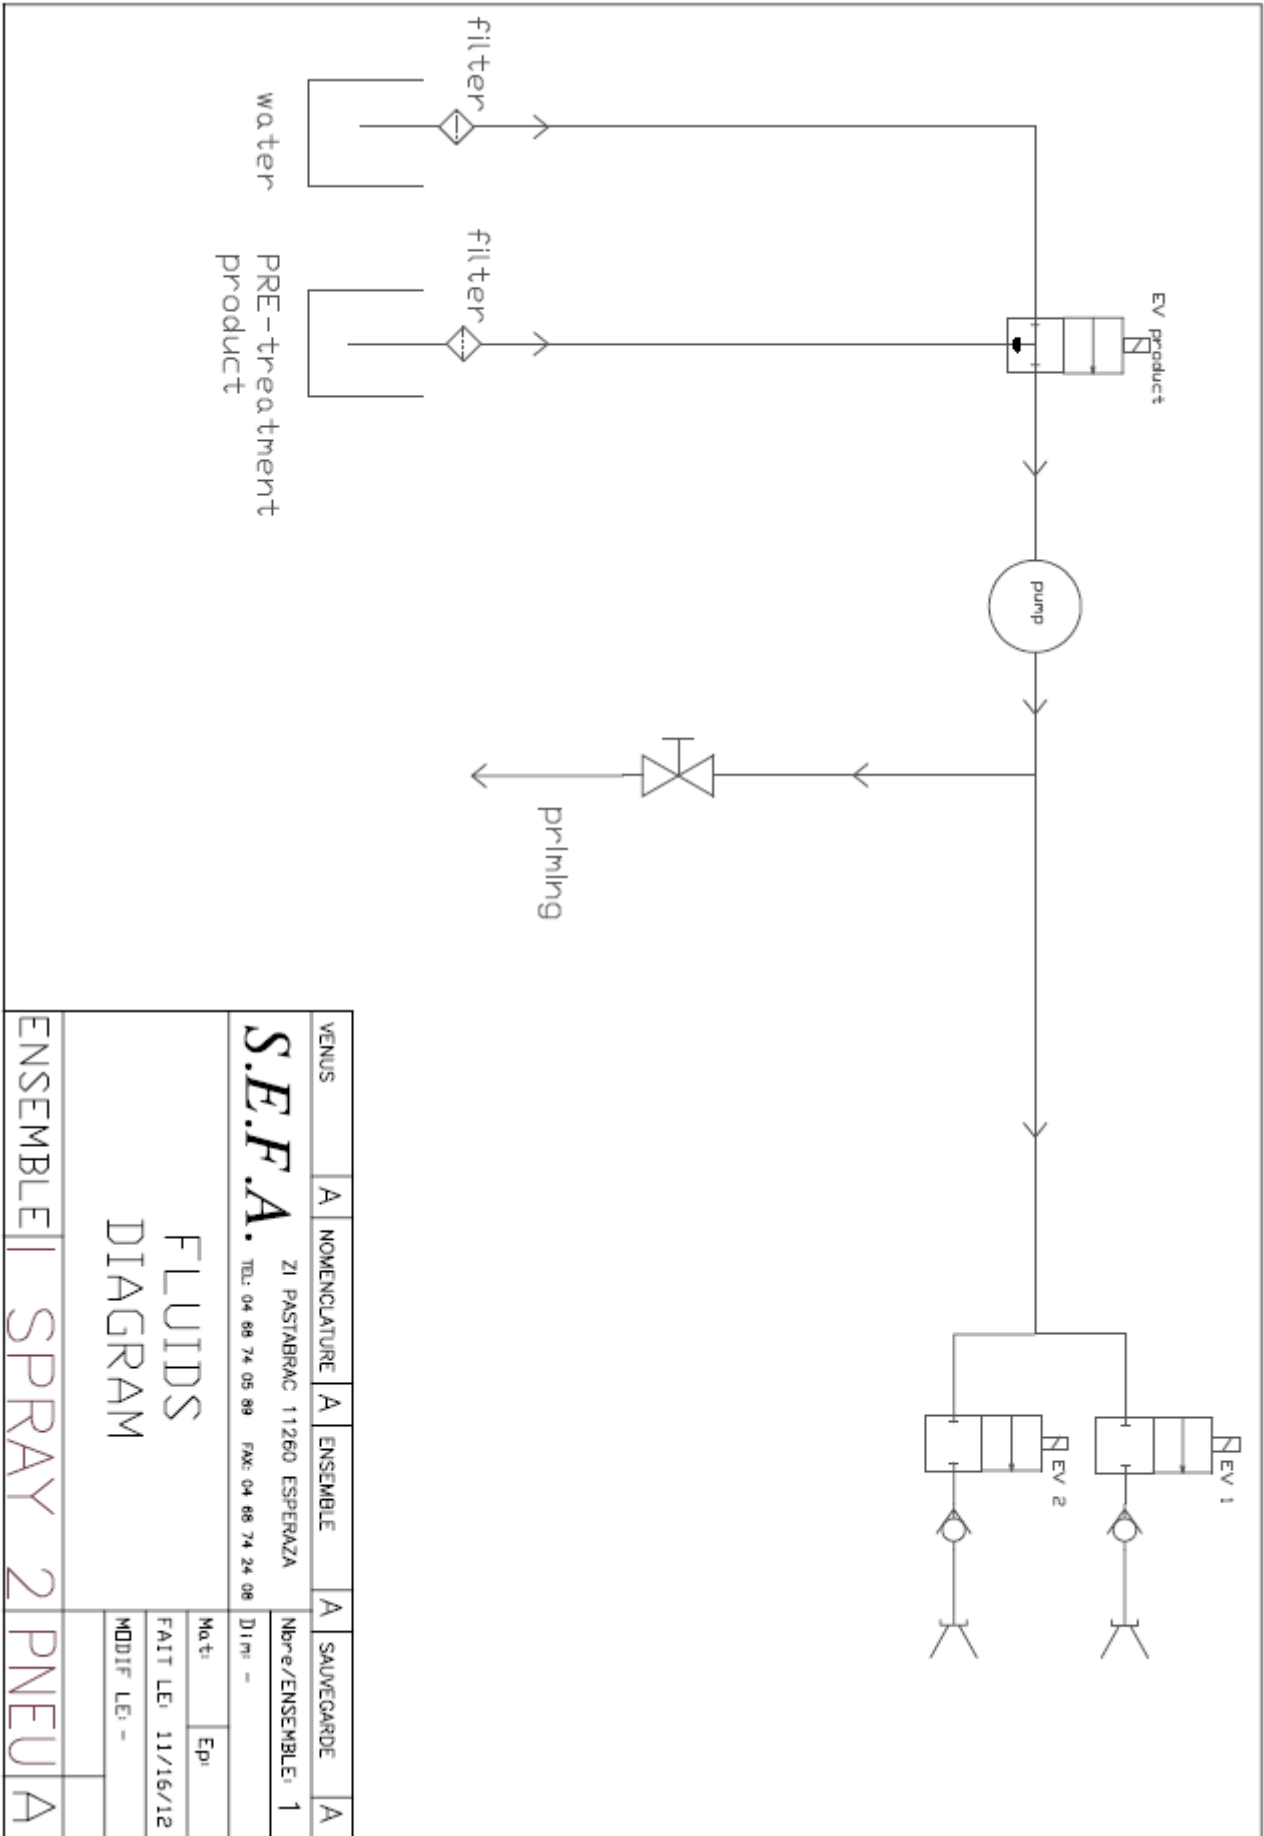 EV product
EV 1
EV 2
pump
filter
filter
priming
water
PRE-treatment
product
VENUS A NOMENCLATURE A ENSEMBLE A SAUVEGARDE A
S.E.F.A. ZI PASTABRAC 11260 ESPERAZA
TEL: 04 68 74 05 89 FAX: 04 68 74 24 08
Nbre/ENSEMBLE: 1
Dim: -
Mat: Ep:
FAIT LE: 11/16/12
MODIF LE: -
FLUIDS
DIAGRAM
ENSEMBLE I SPRAY 2 PNEU A